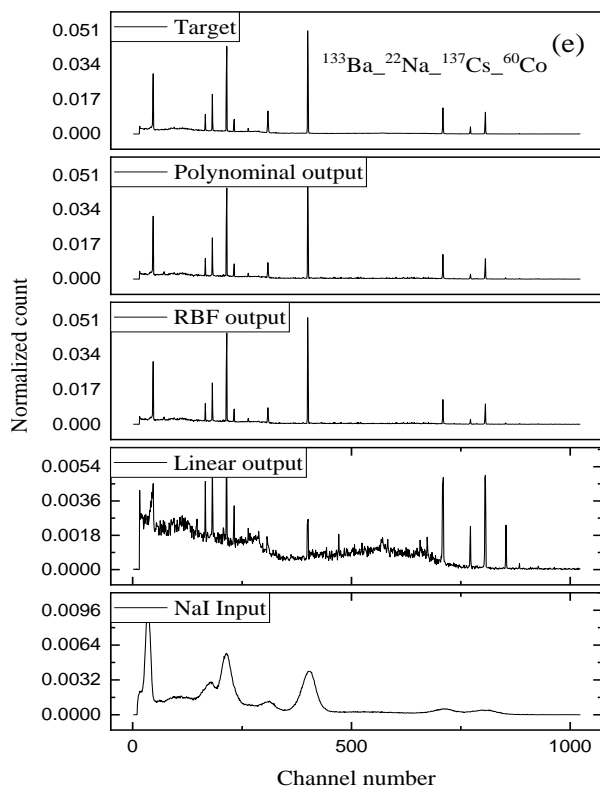 Target
(e)
¹³³Ba_²²Na_¹³⁷Cs_⁶⁰Co
0.051
0.034
0.017
0.000
Polynominal output
0.051
0.034
0.017
0.000
RBF output
0.051
0.034
0.017
0.000
Linear output
0.0054
0.0036
0.0018
0.0000
NaI Input
0.0096
0.0064
0.0032
0.0000
0 500 1000
Channel number
Normalized count